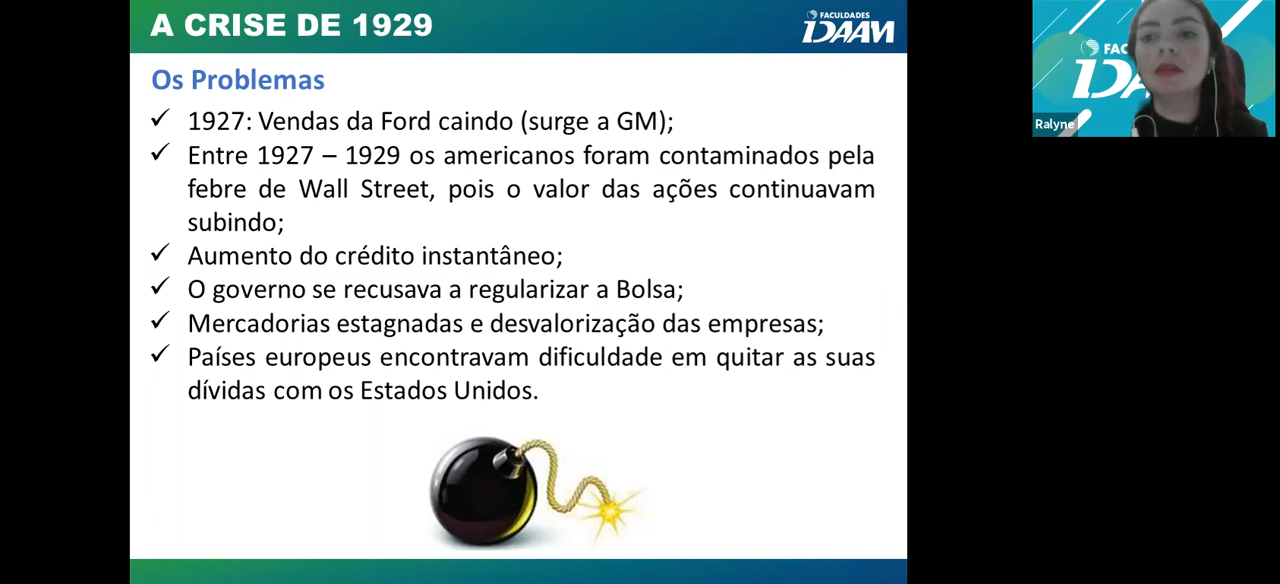 A CRISE DE 1929
FACULDADES
IDAAM
Os Problemas
✓ 1927: Vendas da Ford caindo (surge a GM);
✓ Entre 1927 – 1929 os americanos foram contaminados pela
febre de Wall Street, pois o valor das ações continuavam
subindo;
✓ Aumento do crédito instantâneo;
✓ O governo se recusava a regularizar a Bolsa;
✓ Mercadorias estagnadas e desvalorização das empresas;
✓ Países europeus encontravam dificuldade em quitar as suas
dívidas com os Estados Unidos.
FAC
IDA
Ralyne